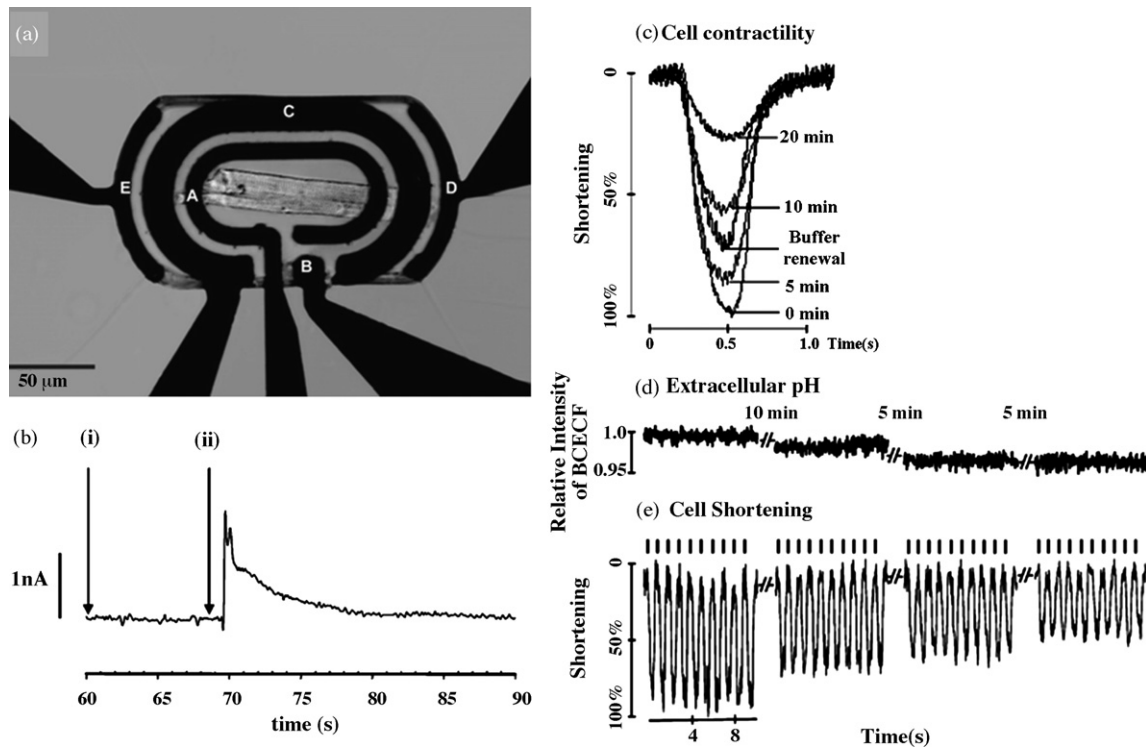 (a)
C
E
A
D
B
50 μm
(b)
(i)
(ii)
1nA
60 65 70 75 80 85 90
time (s)
(c) Cell contractility
Shortening
0
50%
100%
20 min
10 min
Buffer
renewal
5 min
0 min
0 0.5 1.0 Time(s)
(d) Extracellular pH
Relative Intensity
of BCECF
10 min 5 min 5 min
1.0
0.95
(e) Cell Shortening
Shortening
0
50%
100%
4 8 Time(s)